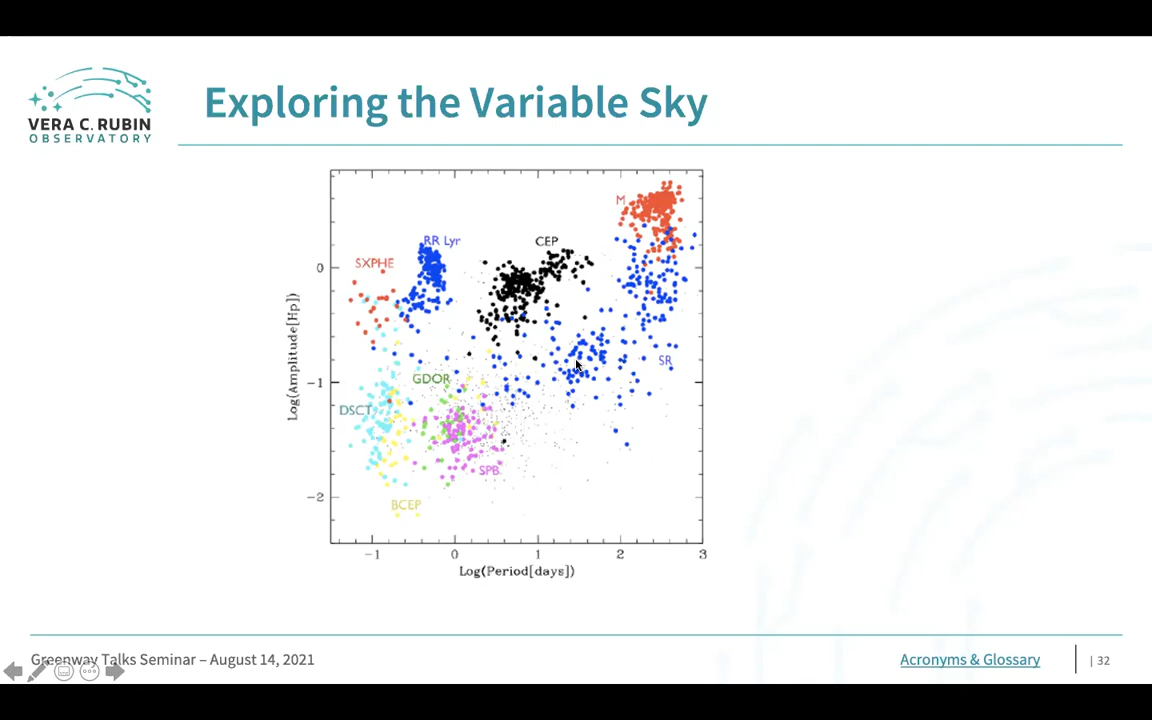 VERA C. RUBIN
OBSERVATORY
Exploring the Variable Sky
M
RR Lyr
CEP
SXPHE
0
SR
GDOR
−1
DSCT
SPB
−2
BCEP
Log(Amplitude[Hp])
−1 0 1 2 3
Log(Period[days])
Greenway Talks Seminar – August 14, 2021
Acronyms & Glossary
| 32